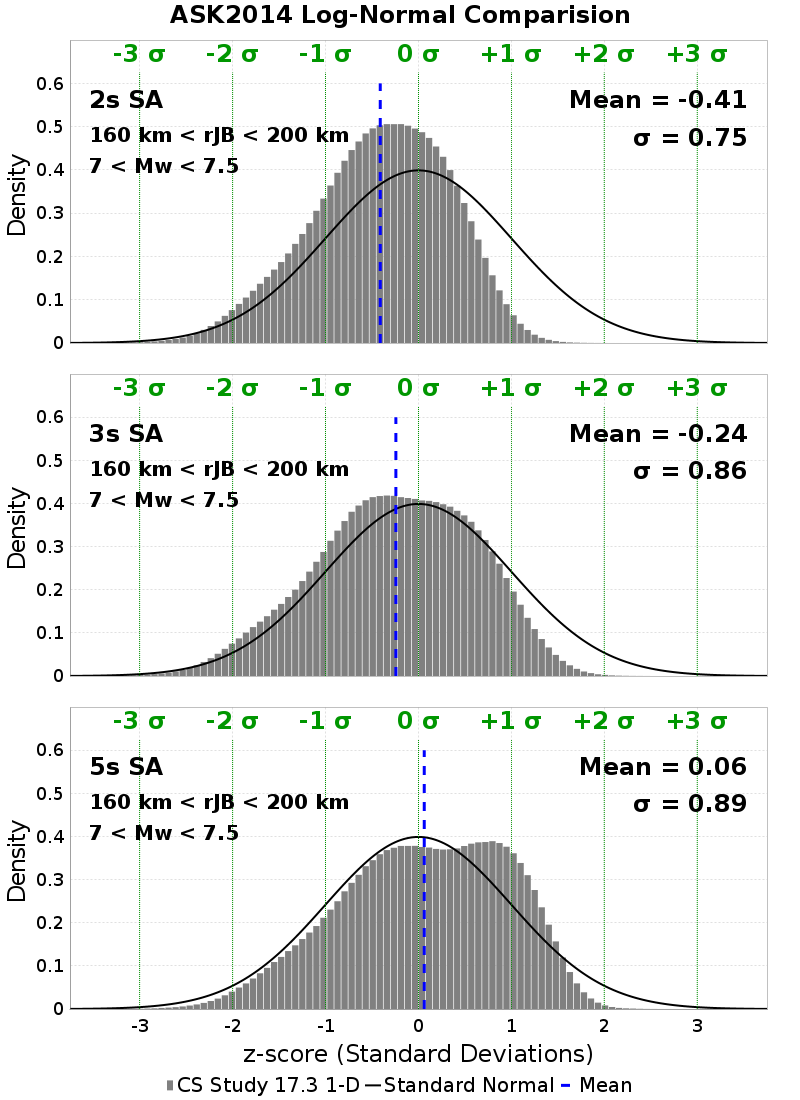 ASK2014 Log-Normal Comparision
-3 σ -2 σ -1 σ 0 σ +1 σ +2 σ +3 σ
0.6
2s SA Mean = -0.41
0.5
160 km < rJB < 200 km σ = 0.75
7 < Mw < 7.5
0.4
Density
0.3
0.2
0.1
0
-3 σ -2 σ -1 σ 0 σ +1 σ +2 σ +3 σ
0.6
3s SA Mean = -0.24
0.5
160 km < rJB < 200 km σ = 0.86
7 < Mw < 7.5
0.4
Density
0.3
0.2
0.1
0
-3 σ -2 σ -1 σ 0 σ +1 σ +2 σ +3 σ
0.6
5s SA Mean = 0.06
0.5
160 km < rJB < 200 km σ = 0.89
7 < Mw < 7.5
0.4
Density
0.3
0.2
0.1
0
-3 -2 -1 0 1 2 3
z-score (Standard Deviations)
CS Study 17.3 1-D Standard Normal Mean